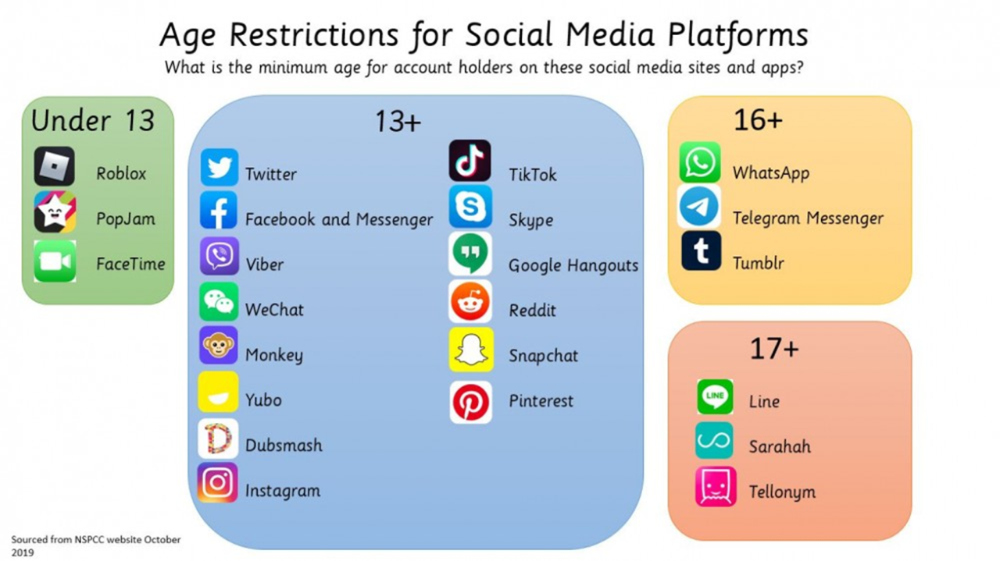 Age Restrictions for Social Media Platforms
What is the minimum age for account holders on these social media sites and apps?
Under 13
Roblox
PopJam
FaceTime
13+
Twitter
Facebook and Messenger
Viber
WeChat
Monkey
Yubo
Dubsmash
Instagram
TikTok
Skype
Google Hangouts
Reddit
Snapchat
Pinterest
16+
WhatsApp
Telegram Messenger
Tumblr
17+
LINE
Line
Sarahah
Tellonym
Sourced from NSPCC website October
2019